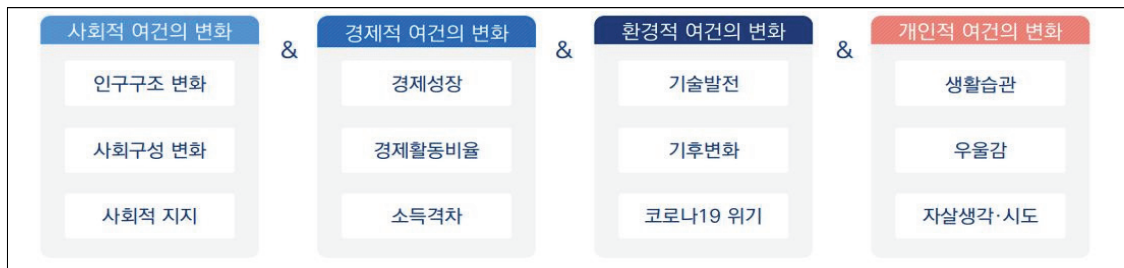 사회적 여건의 변화
인구구조 변화
사회구성 변화
사회적 지지
&
경제적 여건의 변화
경제성장
경제활동비율
소득격차
&
환경적 여건의 변화
기술발전
기후변화
코로나19 위기
&
개인적 여건의 변화
생활습관
우울감
자살생각·시도